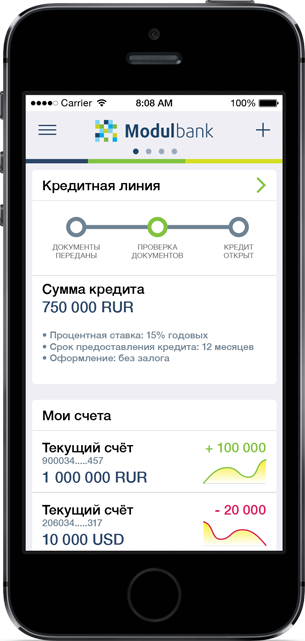 Carrier 8:08 AM 100%
Modulbank
Кредитная линия
ДОКУМЕНТЫ ПЕРЕДАНЫ
ПРОВЕРКА ДОКУМЕНТОВ
КРЕДИТ ОТКРЫТ
Сумма кредита
750 000 RUR
• Процентная ставка: 15% годовых
• Срок предоставления кредита: 12 месяцев
• Оформление: без залога
Мои счета
Текущий счёт + 100 000
900034.....457
1 000 000 RUR
Текущий счёт - 20 000
206034.....317
10 000 USD